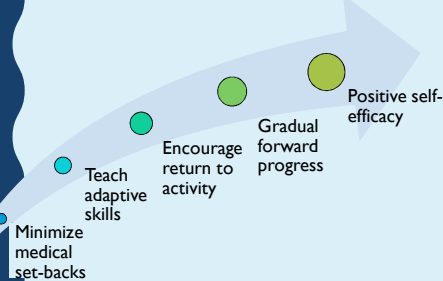 Minimize
medical
set-backs
Teach
adaptive
skills
Encourage
return to
activity
Gradual
forward
progress
Positive self-
efficacy